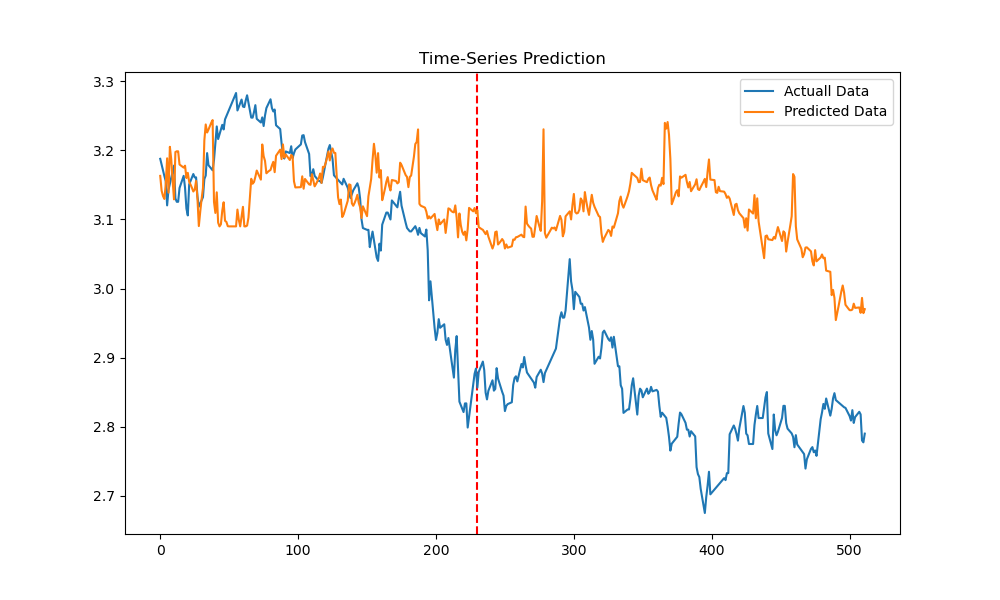 Time-Series Prediction
Actuall Data
Predicted Data
3.3
3.2
3.1
3.0
2.9
2.8
2.7
0 100 200 300 400 500